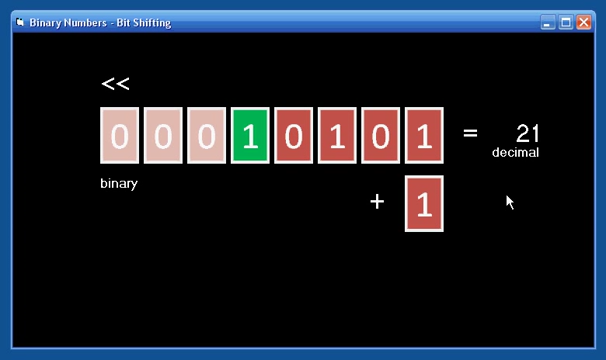 Binary Numbers - Bit Shifting
<<
0 0 0 1 0 1 0 1 = 21
decimal
binary
+ 1